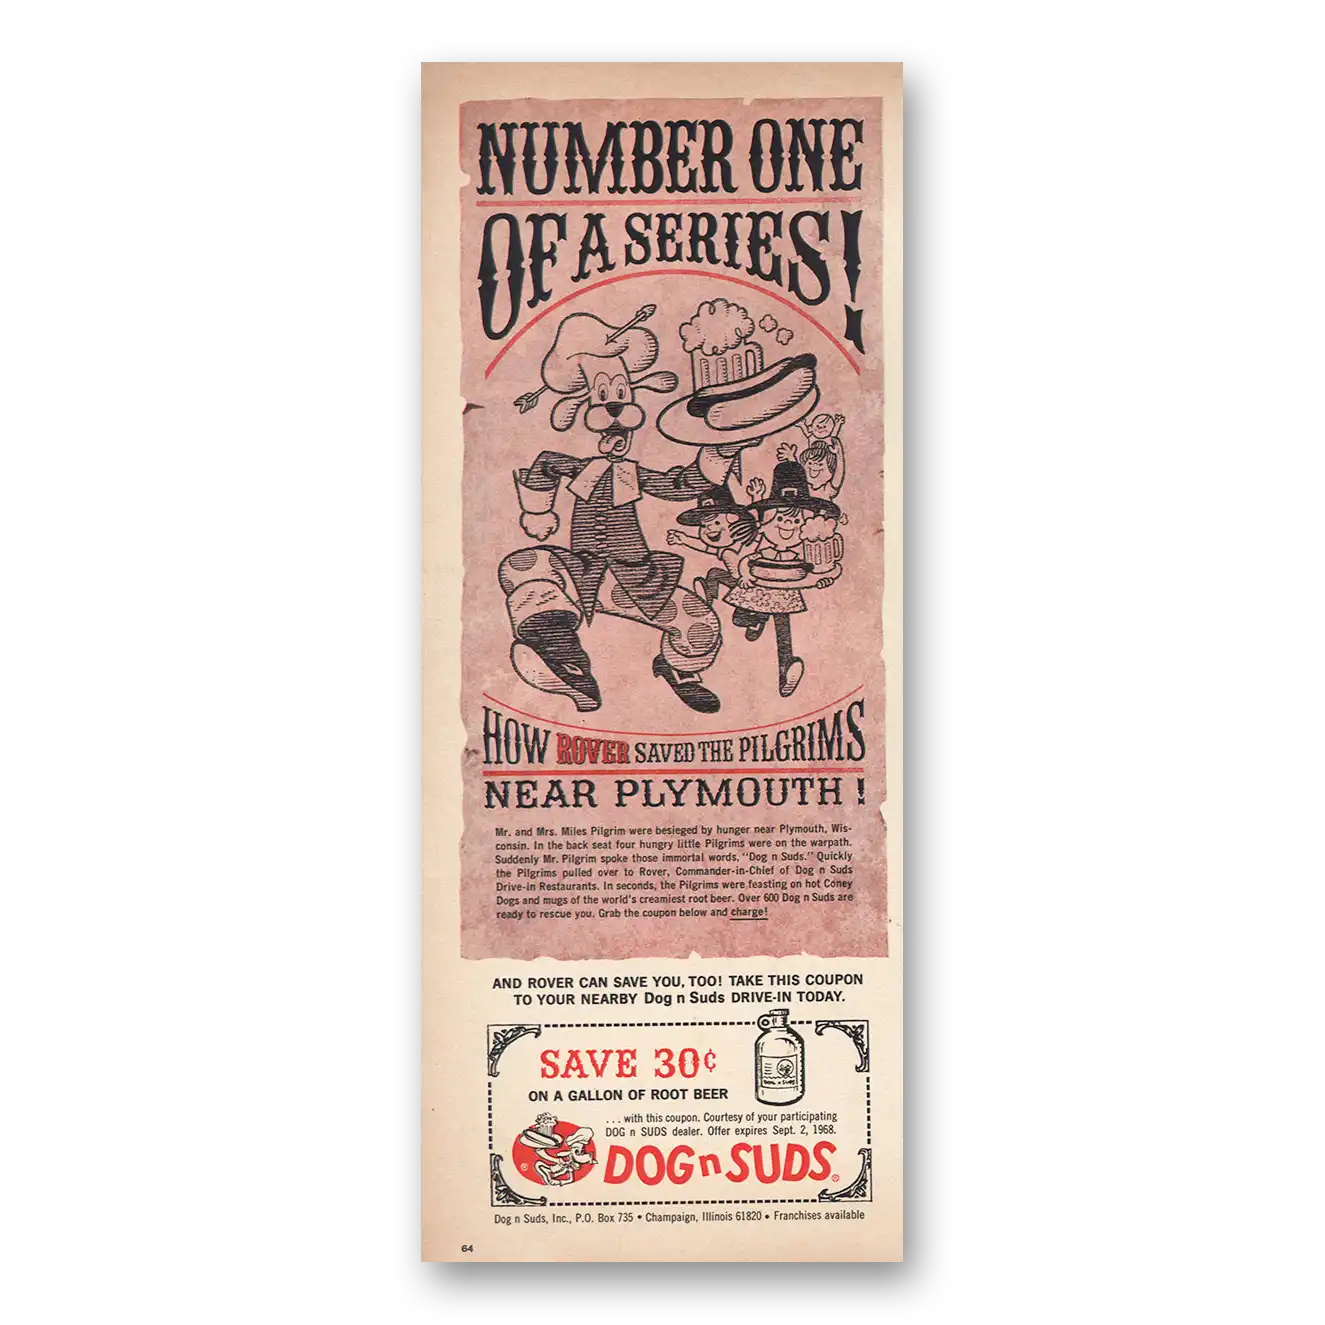 NUMBER ONE
OF A SERIES!
HOW ROVER SAVED THE PILGRIMS
NEAR PLYMOUTH!
Mr. and Mrs. Miles Pilgrim were besieged by hunger near Plymouth, Wis-
consin. In the back seat four hungry little Pilgrims were on the warpath.
Suddenly Mr. Pilgrim spoke those immortal words, "Dog n Suds." Quickly
the Pilgrims pulled over to Rover, Commander-in-Chief of Dog n Suds
Drive-in Restaurants. In seconds, the Pilgrims were feasting on hot Coney
Dogs and mugs of the world's creamiest root beer. Over 600 Dog n Suds are
ready to rescue you. Grab the coupon below and charge!
AND ROVER CAN SAVE YOU, TOO! TAKE THIS COUPON
TO YOUR NEARBY Dog n Suds DRIVE-IN TODAY.
SAVE 30¢
ON A GALLON OF ROOT BEER
DOG n SUDS
...with this coupon. Courtesy of your participating
DOG n SUDS dealer. Offer expires Sept. 2, 1968.
® DOG n SUDS®
Dog n Suds, Inc., P.O. Box 735 • Champaign, Illinois 61820 • Franchises available
64